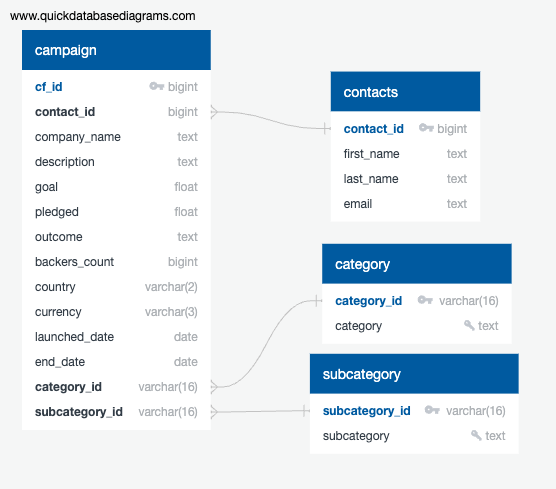 www.quickdatabasediagrams.com
campaign
cf_id bigint
contact_id bigint
company_name text
description text
goal float
pledged float
outcome text
backers_count bigint
country varchar(2)
currency varchar(3)
launched_date date
end_date date
category_id varchar(16)
subcategory_id varchar(16)
contacts
contact_id bigint
first_name text
last_name text
email text
category
category_id varchar(16)
category text
subcategory
subcategory_id varchar(16)
subcategory text